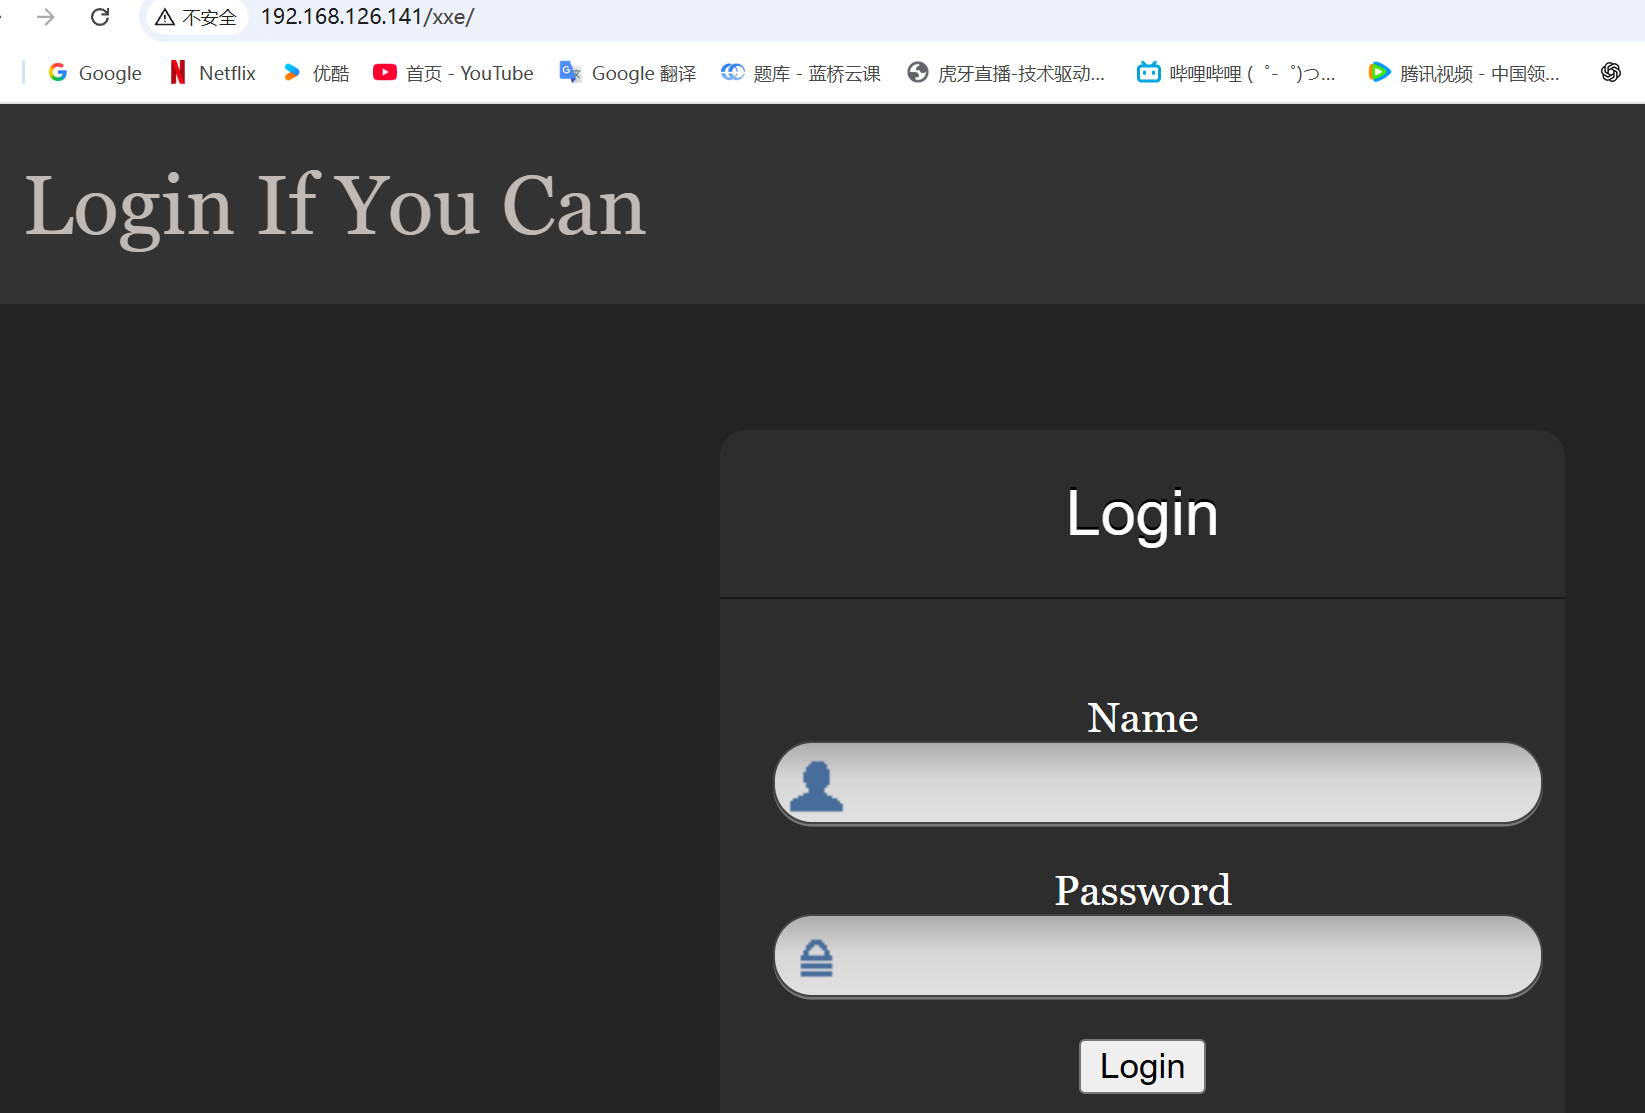 不安全 192.168.126.141/xxe/
Google Netflix 优酷 首页 - YouTube Google 翻译 题库 - 蓝桥云课 虎牙直播-技术驱动... 哔哩哔哩 (゜-゜)つ... 腾讯视频 - 中国领...
Login If You Can
Login
Name
Password
Login